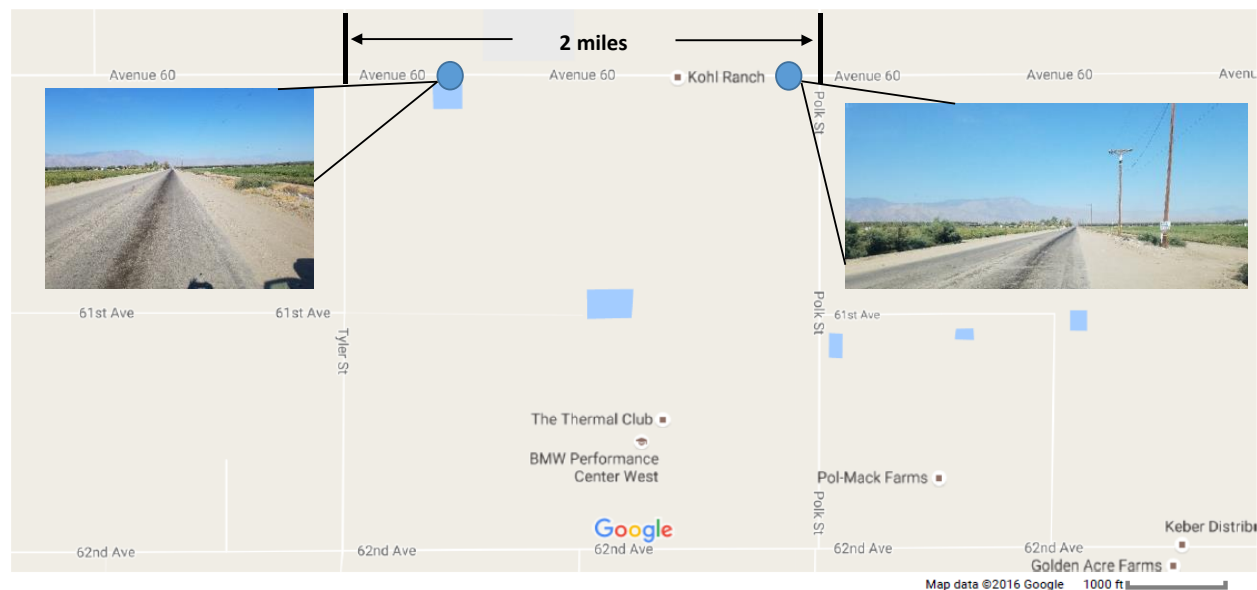 2 miles
Avenue 60
Avenue 60
Avenue 60
Kohl Ranch
Avenue 60
Avenue 60
Avenu
Polk St
61st Ave
61st Ave
Polk St
61st Ave
Tyler St
The Thermal Club
BMW Performance
Center West
Pol-Mack Farms
Polk St
Google
Keber Distribu
62nd Ave
62nd Ave
62nd Ave
62nd Ave
62nd Ave
Golden Acre Farms
Map data ©2016 Google 1000 ft